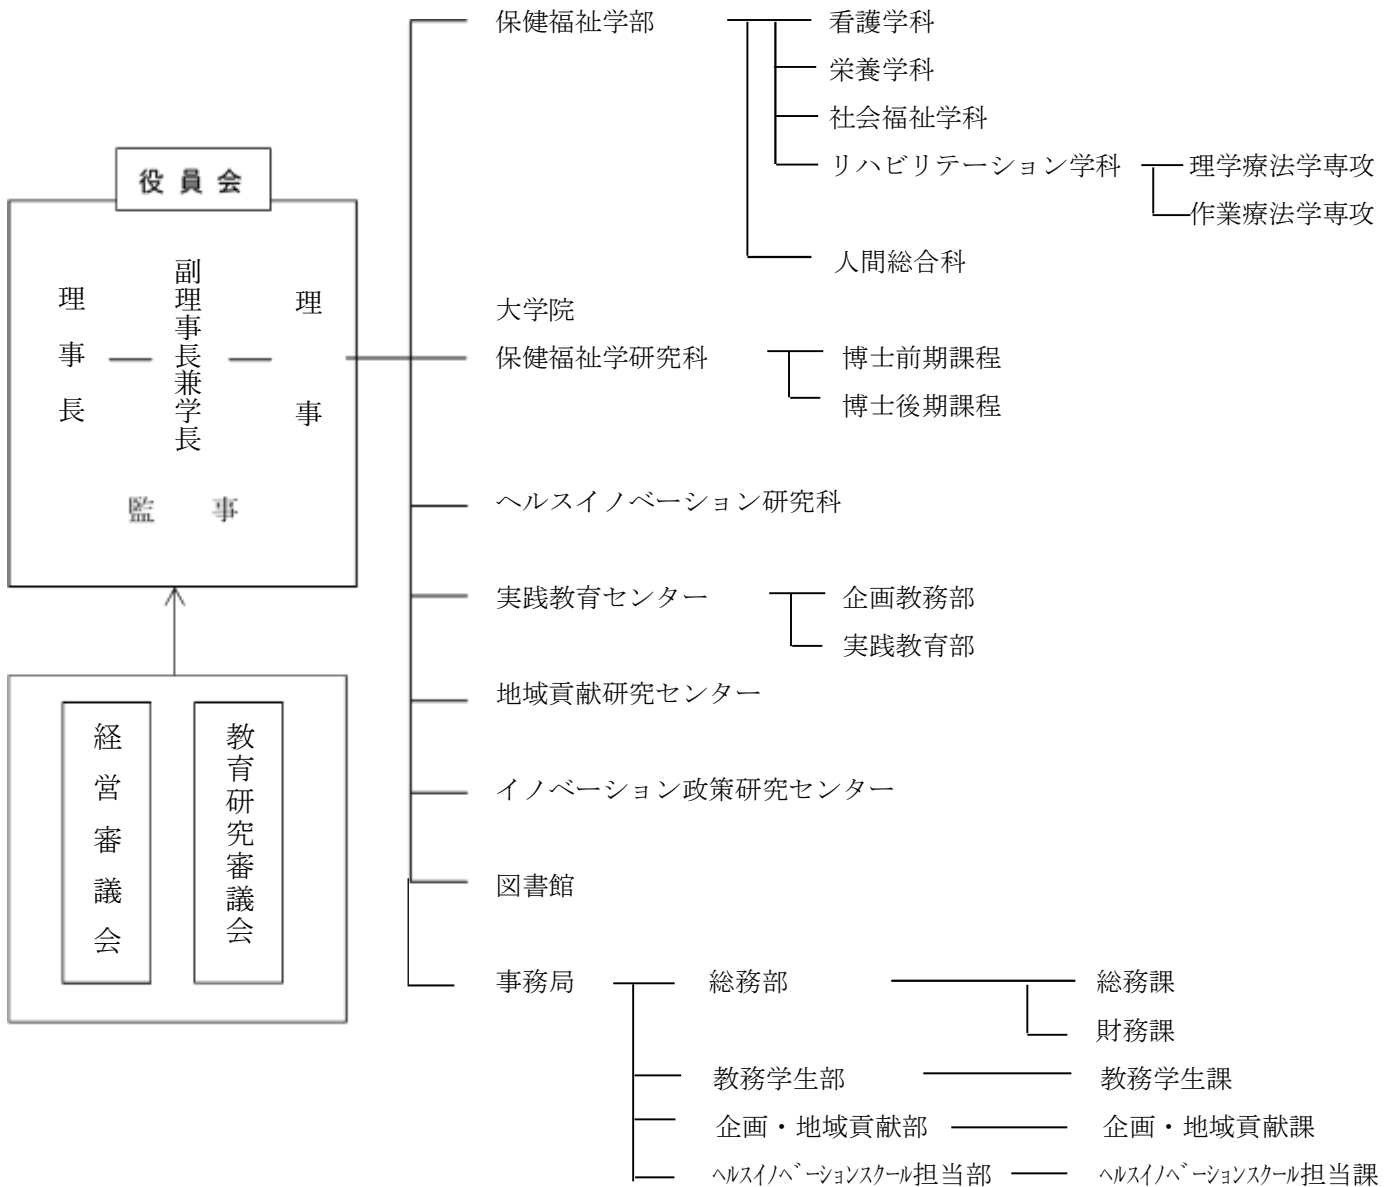 役員会
理事長
副理事長兼学長
理事
監事
経営審議会
教育研究審議会
保健福祉学部
看護学科
栄養学科
社会福祉学科
リハビリテーション学科
理学療法学専攻
作業療法学専攻
人間総合科
大学院
保健福祉学研究科
博士前期課程
博士後期課程
ヘルスイノベーション研究科
実践教育センター
企画教務部
実践教育部
地域貢献研究センター
イノベーション政策研究センター
図書館
事務局
総務部
総務課
財務課
教務学生部
教務学生課
企画・地域貢献部
企画・地域貢献課
ﾍﾙｽｲﾉﾍﾞｰｼｮﾝｽｸｰﾙ担当部
ﾍﾙｽｲﾉﾍﾞｰｼｮﾝｽｸｰﾙ担当課